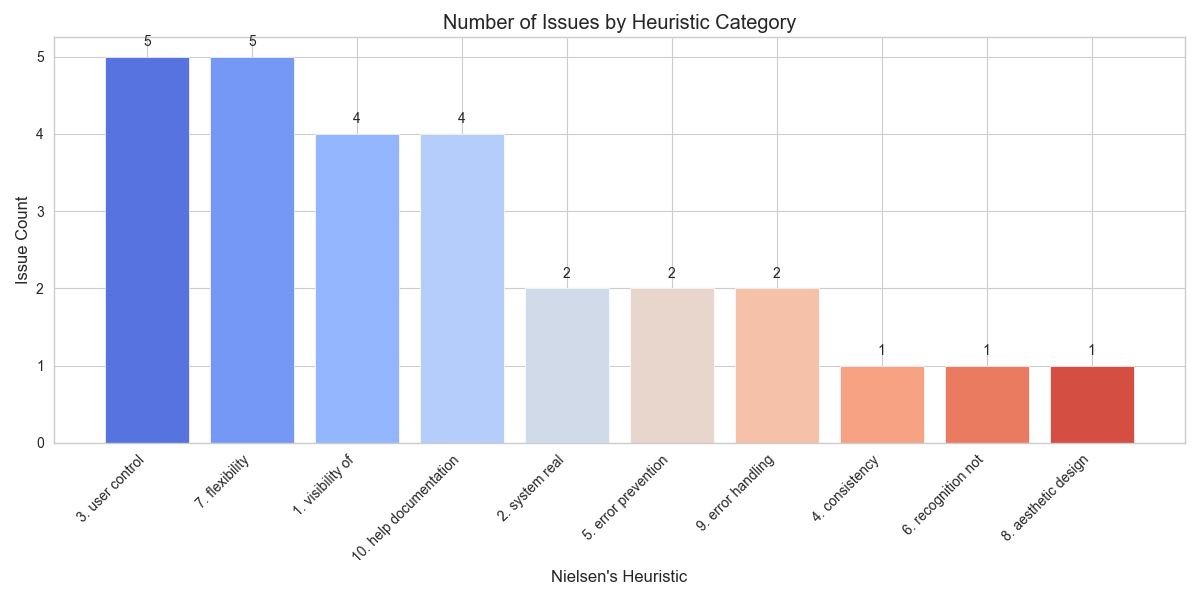 Number of Issues by Heuristic Category
5 5 4 4 2 2 2 1 1 1
Issue Count
5
4
3
2
1
0
3. user control
7. flexibility
1. visibility of
10. help documentation
2. system real
5. error prevention
9. error handling
4. consistency
6. recognition not
8. aesthetic design
Nielsen's Heuristic